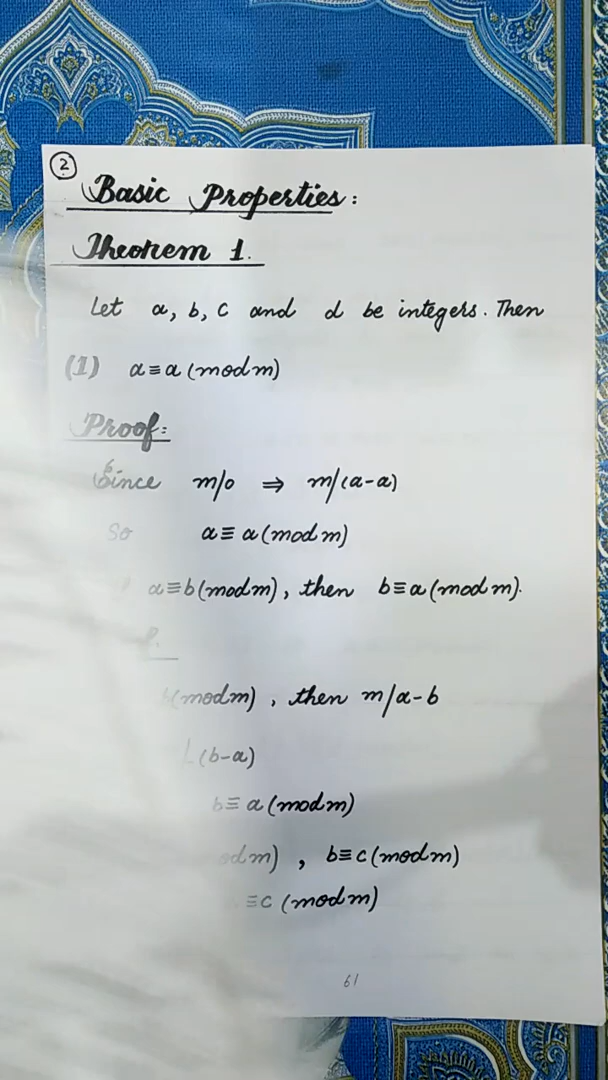 2
Basic Properties:
Theorem 1.
Let a, b, c and d be integers. Then
(1) a≡a (mod m)
Proof:
Since m/0 ⇒ m/(a-a)
So a≡ a (mod m)
a≡b (mod m), then b≡a (mod m).
(mod m), then m/a-b
(b-a)
b≡ a (mod m)
mod m) , b≡c (mod m)
≡c (mod m)
61